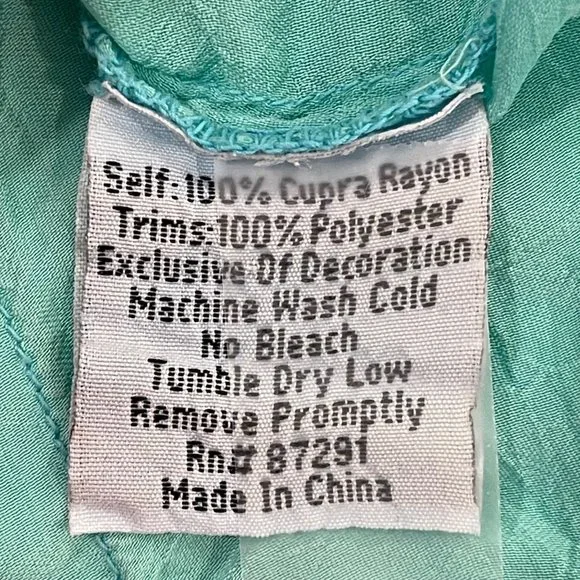 Self:100% Cupra Rayon
Trims:100% Polyester
Exclusive Of Decoration
Machine Wash Cold
No Bleach
Tumble Dry Low
Remove Promptly
Rn# 87291
Made In China